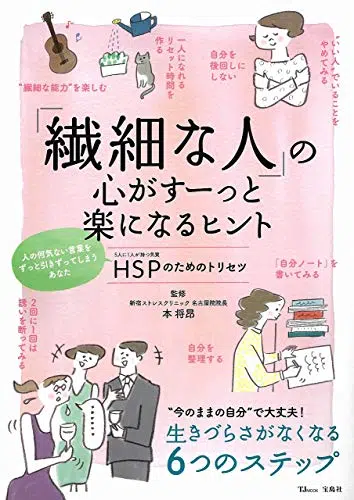 "繊細な能力"を楽しむ
一人になれる
リセット時間を
作る
自分を
後回しに
しない
"いい人"でいることを
やめてみる
「繊細な人」の
心がすーっと
楽になるヒント
人の何気ない言葉を
ずっと引きずってしまう
あなた
5人に1人が持つ気質
HSPのためのトリセツ
監修
新宿ストレスクリニック 名古屋院院長
本 将昂
「自分ノート」を
書いてみる
2回に1回は
誘いを断ってみる
自分を
整理する
"今のままの自分"で大丈夫！
生きづらさがなくなる
6つのステップ
TJMOOK 宝島社